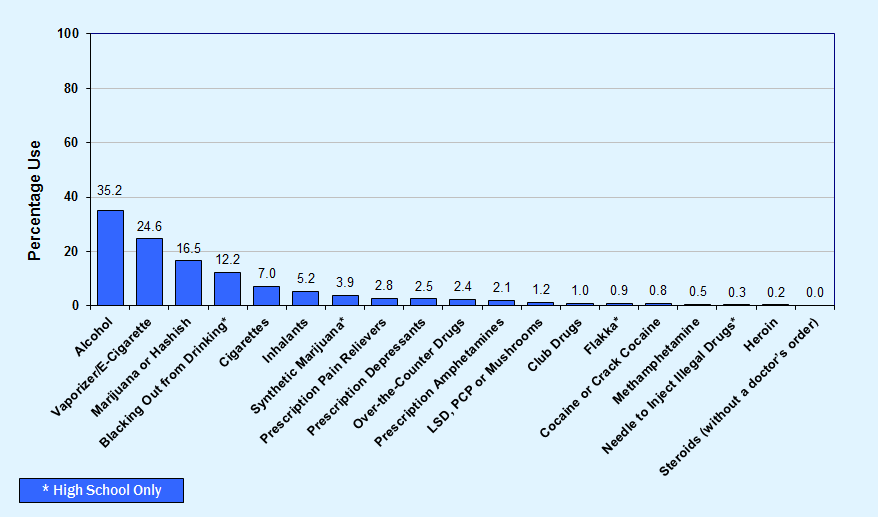 100
80
60
40
20
0
Percentage Use
35.2
24.6
16.5
12.2
7.0
5.2
3.9
2.8
2.5
2.4
2.1
1.2
1.0
0.9
0.8
0.5
0.3
0.2
0.0
Alcohol
Vaporizer/E-Cigarette
Marijuana or Hashish
Blacking Out from Drinking*
Cigarettes
Inhalants
Synthetic Marijuana*
Prescription Pain Relievers
Prescription Depressants
Over-the-Counter Drugs
Prescription Amphetamines
LSD, PCP or Mushrooms
Club Drugs
Flakka*
Cocaine or Crack Cocaine
Methamphetamine
Needle to Inject Illegal Drugs*
Heroin
Steroids (without a doctor's order)
* High School Only